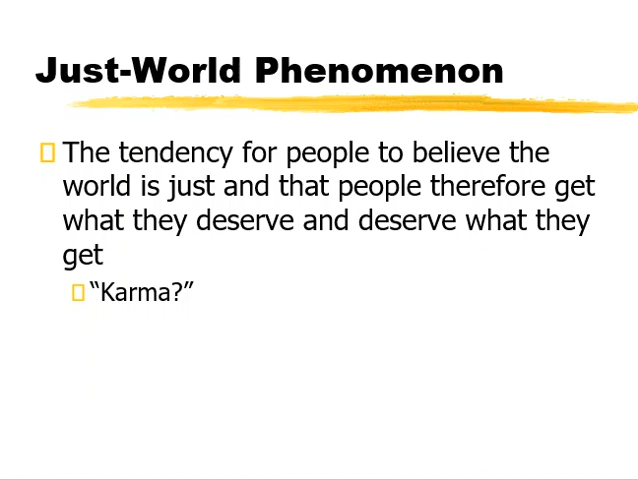 Just-World Phenomenon
The tendency for people to believe the
world is just and that people therefore get
what they deserve and deserve what they
get
“Karma?”